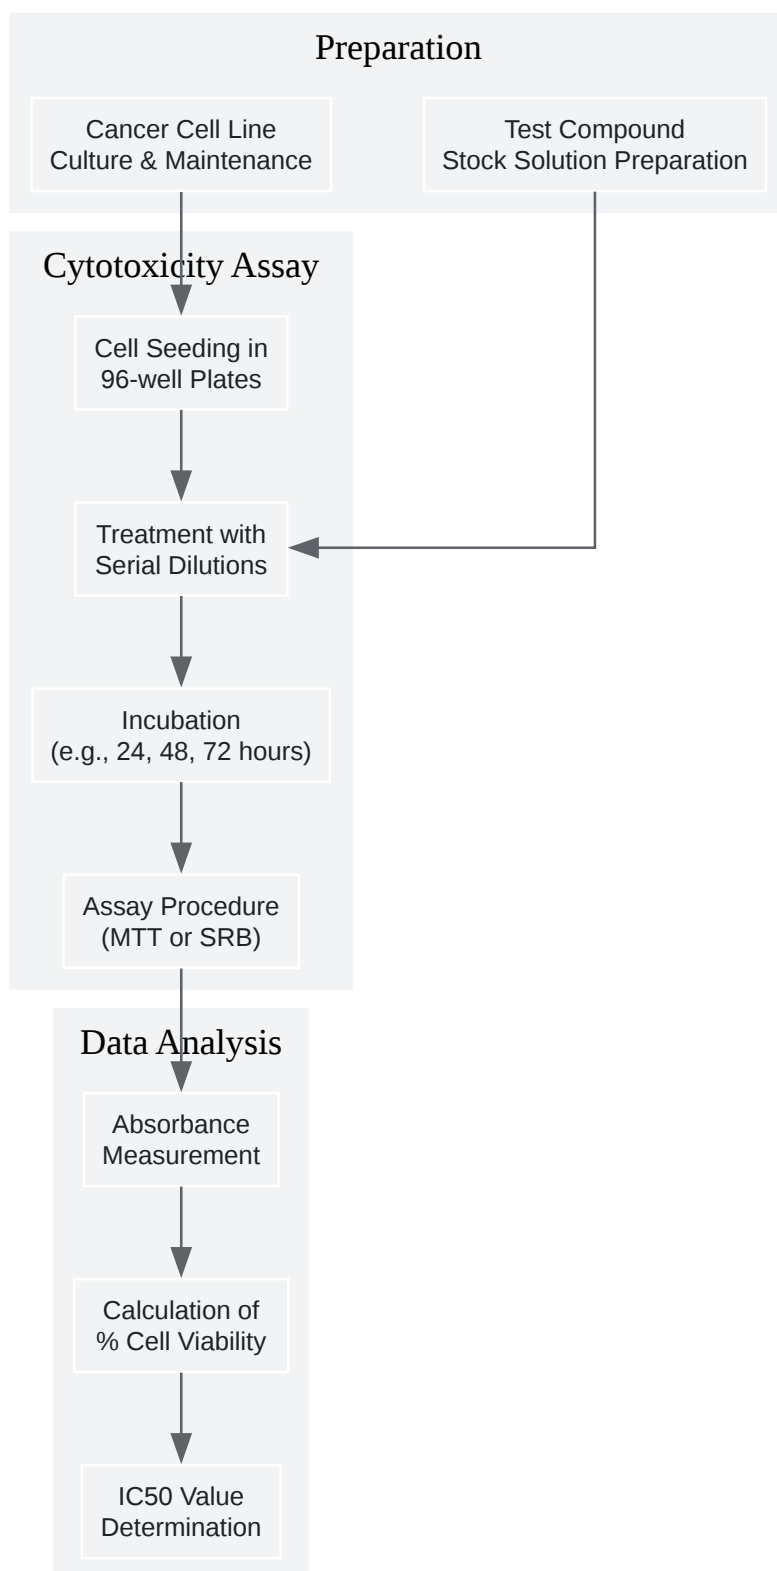 Preparation
Cancer Cell Line
Culture & Maintenance
Test Compound
Stock Solution Preparation
Cytotoxicity Assay
Cell Seeding in
96-well Plates
Treatment with
Serial Dilutions
Incubation
(e.g., 24, 48, 72 hours)
Assay Procedure
(MTT or SRB)
Data Analysis
Absorbance
Measurement
Calculation of
% Cell Viability
IC50 Value
Determination